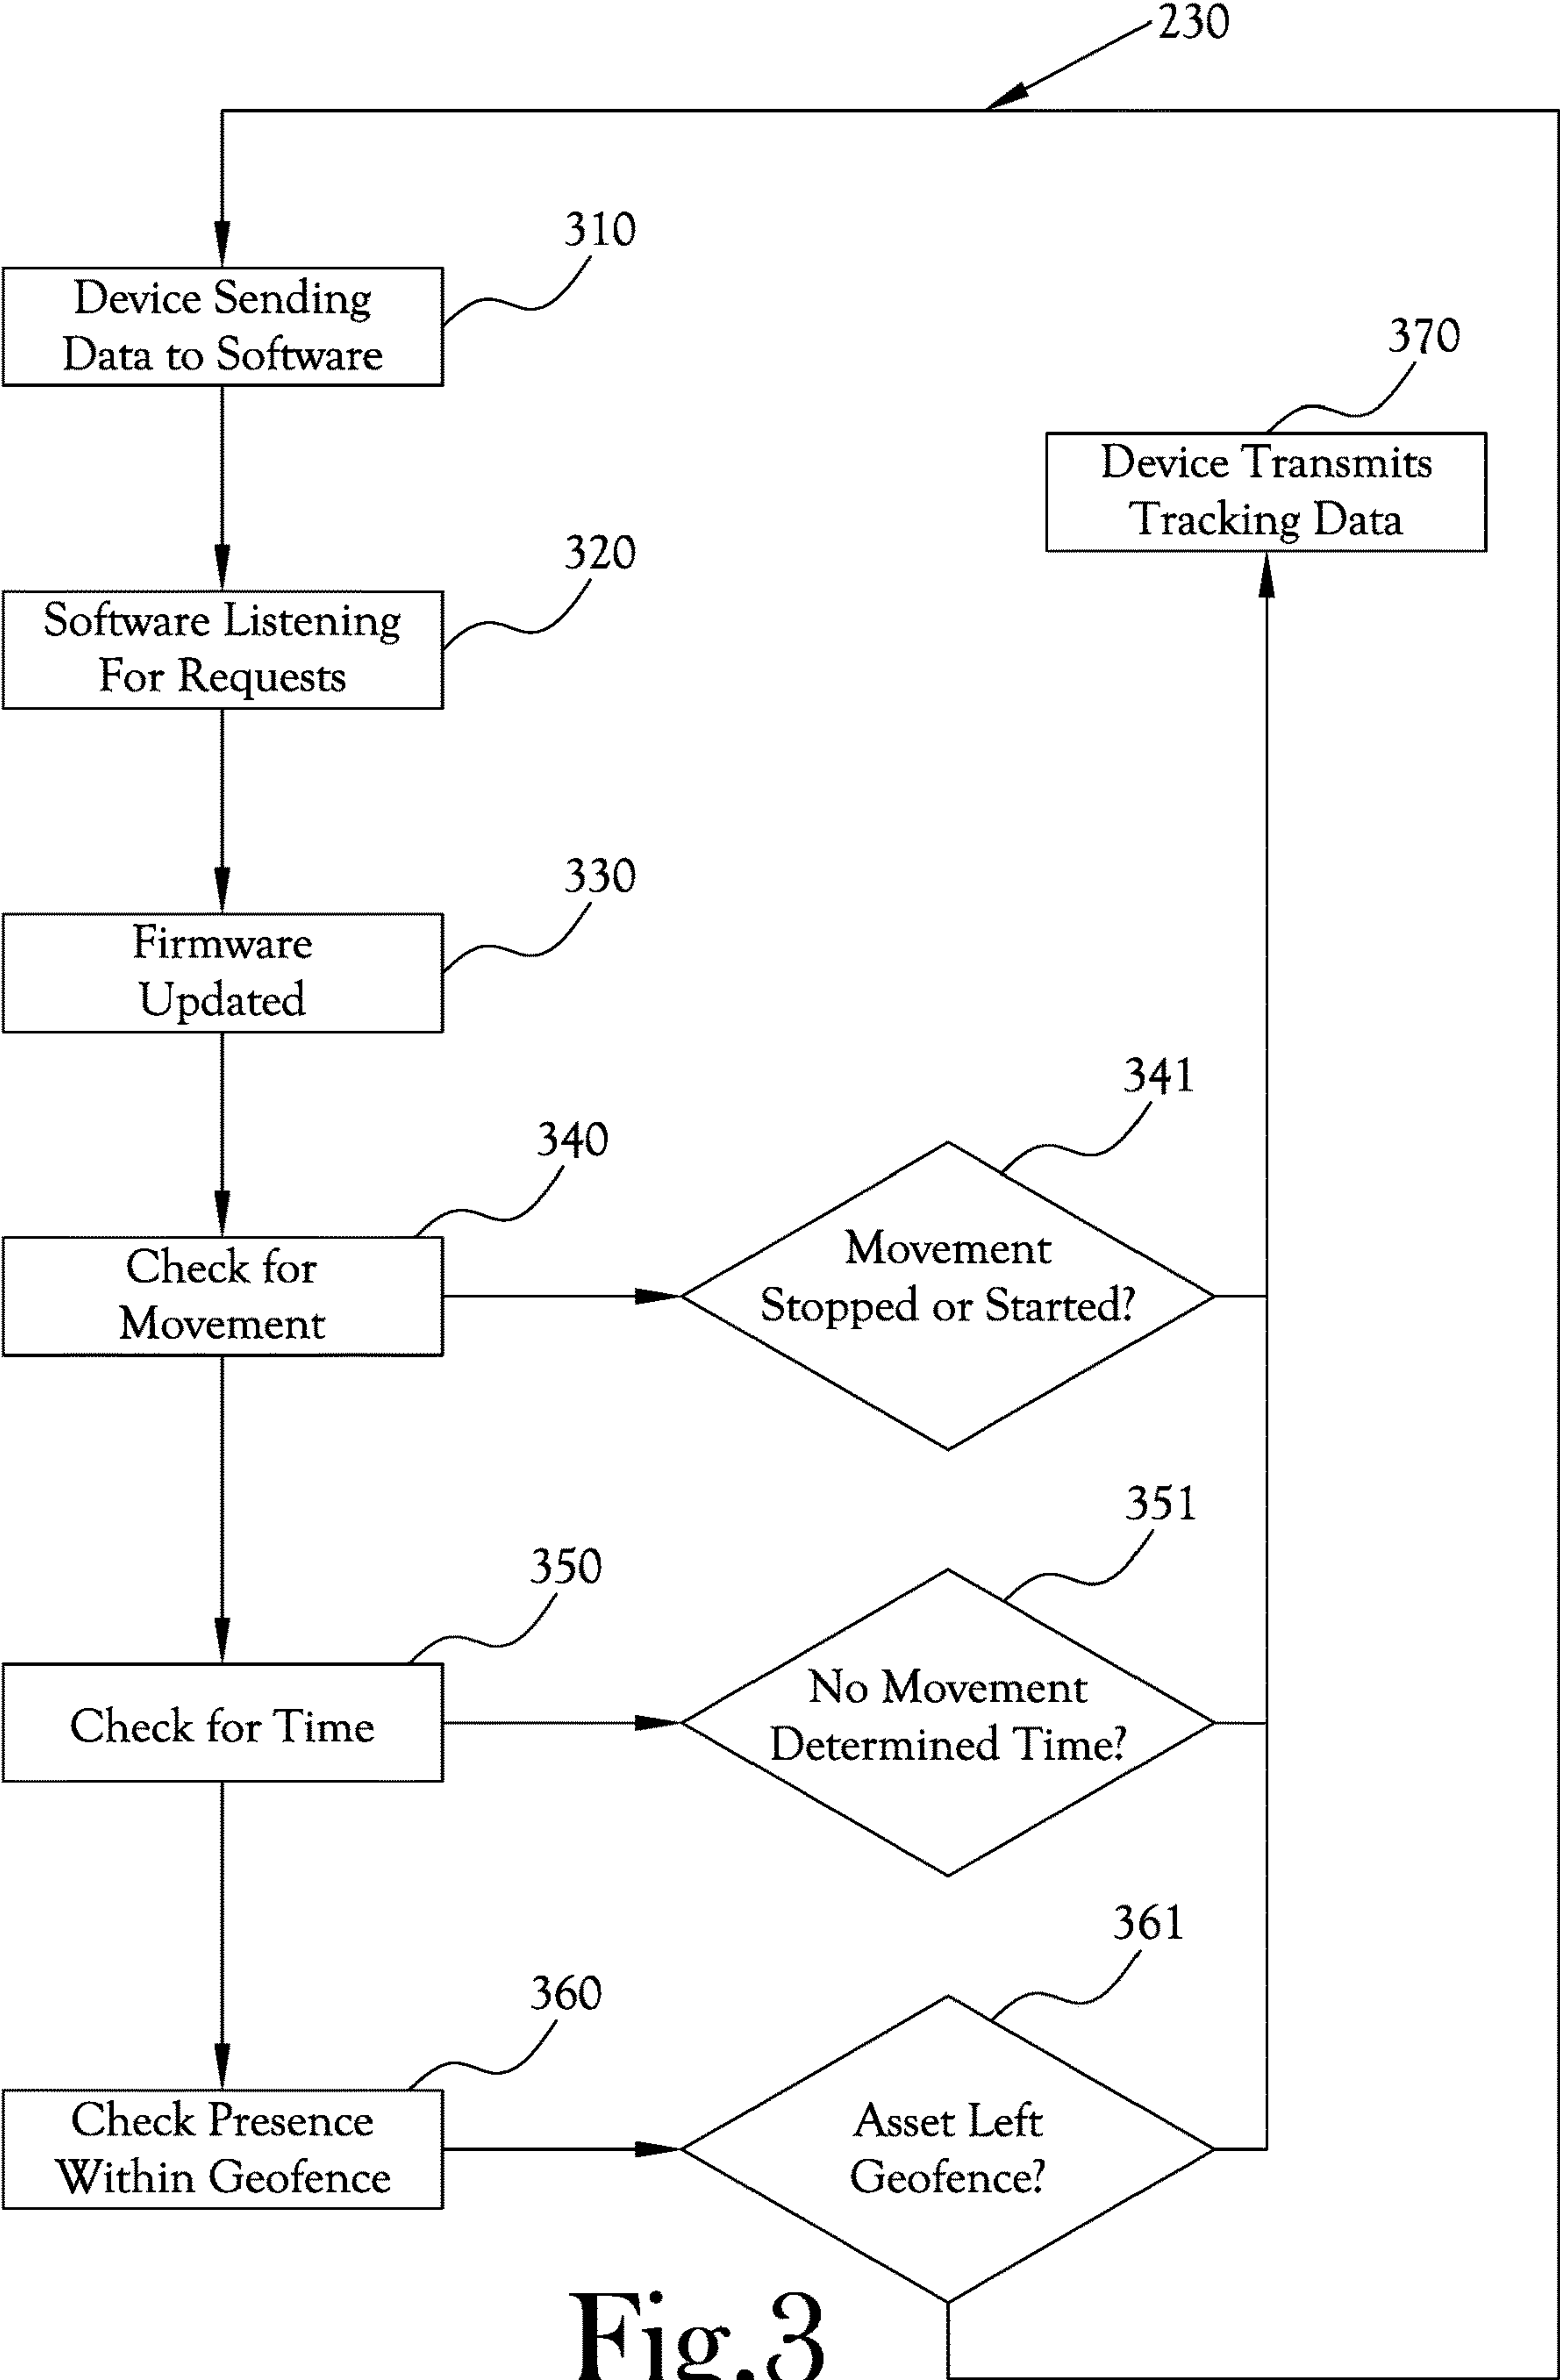 230
310
Device Sending
Data to Software
370
Device Transmits
Tracking Data
320
Software Listening
For Requests
330
Firmware
Updated
341
340
Check for
Movement
Movement
Stopped or Started?
351
350
Check for Time
No Movement
Determined Time?
361
360
Check Presence
Within Geofence
Asset Left
Geofence?
Fig.3